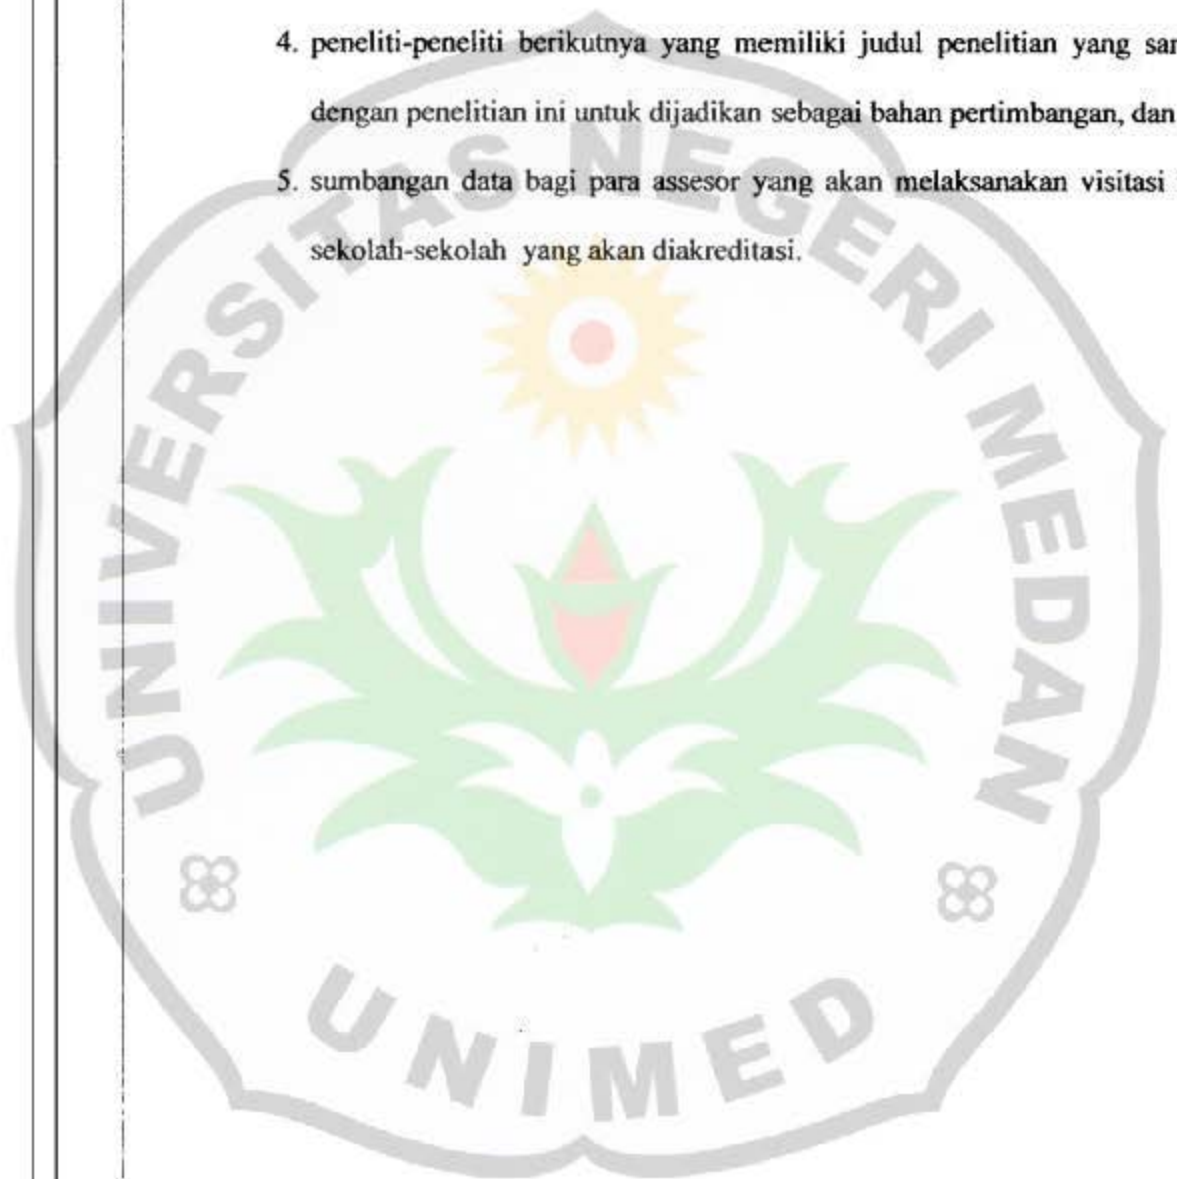 4. peneliti-peneliti berikutnya yang memiliki judul penelitian yang
dengan penelitian ini untuk dijadikan sebagai bahan pertimbangan, dan
5. sumbangan data bagi para assesor yang akan melaksanakan visitasi
sekolah-sekolah yang akan diakreditasi.
UNIVERSITAS NEGERI MEDAN
UNIMED